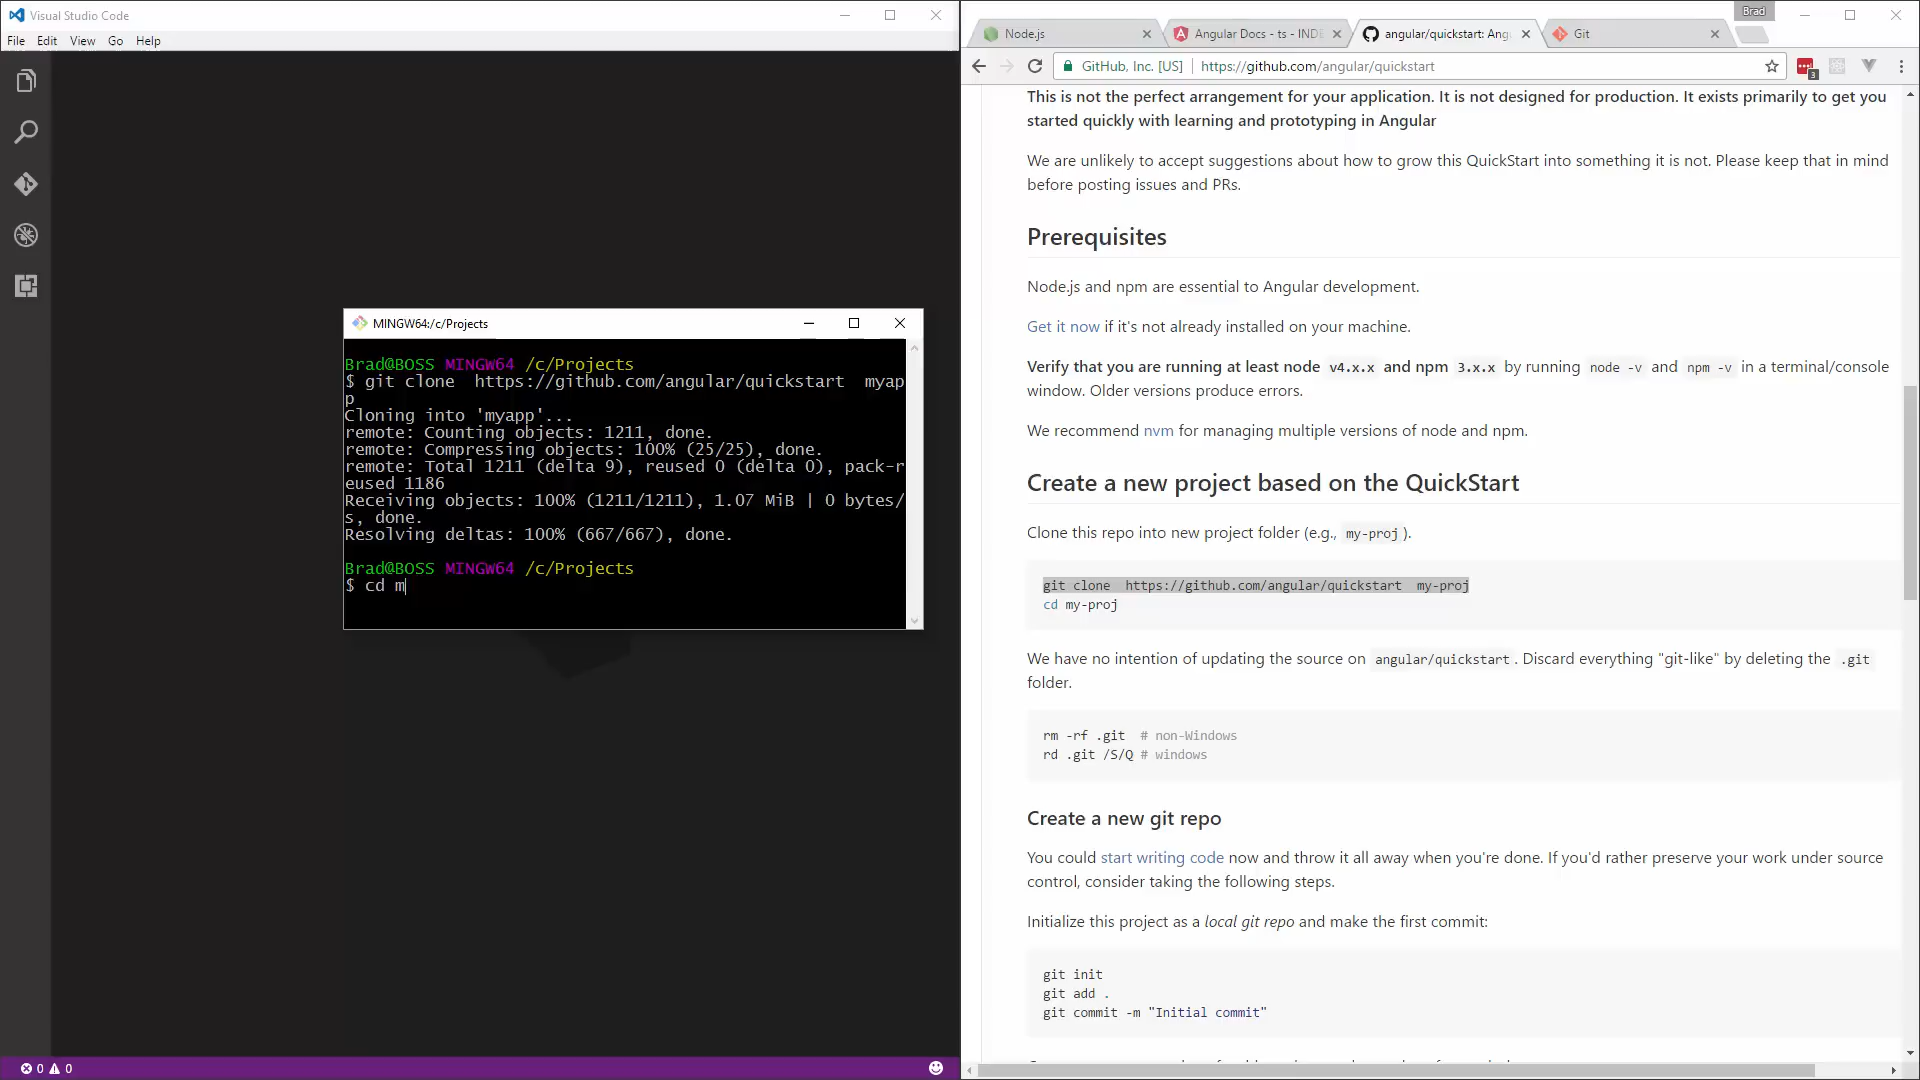 Visual Studio Code
File Edit View Go Help
MINGW64:/c/Projects
Brad@BOSS MINGW64 /c/Projects
$ git clone  https://github.com/angular/quickstart  myap
p
Cloning into 'myapp'...
remote: Counting objects: 1211, done.
remote: Compressing objects: 100% (25/25), done.
remote: Total 1211 (delta 9), reused 0 (delta 0), pack-r
eused 1186
Receiving objects: 100% (1211/1211), 1.07 MiB | 0 bytes/
s, done.
Resolving deltas: 100% (667/667), done.
Brad@BOSS MINGW64 /c/Projects
$ cd m
0 0
Brad
Node.js
Angular Docs - ts - INDE
angular/quickstart: Ang
Git
GitHub, Inc. [US] | https://github.com/angular/quickstart
3
This is not the perfect arrangement for your application. It is not designed for production. It exists primarily to get you
started quickly with learning and prototyping in Angular
We are unlikely to accept suggestions about how to grow this QuickStart into something it is not. Please keep that in mind
before posting issues and PRs.
Prerequisites
Node.js and npm are essential to Angular development.
Get it now if it's not already installed on your machine.
Verify that you are running at least node v4.x.x and npm 3.x.x by running node -v and npm -v in a terminal/console
window. Older versions produce errors.
We recommend nvm for managing multiple versions of node and npm.
Create a new project based on the QuickStart
Clone this repo into new project folder (e.g., my-proj ).
git clone  https://github.com/angular/quickstart  my-proj
cd my-proj
We have no intention of updating the source on angular/quickstart . Discard everything "git-like" by deleting the .git
folder.
rm -rf .git  # non-Windows
rd .git /S/Q # windows
Create a new git repo
You could start writing code now and throw it all away when you're done. If you'd rather preserve your work under source
control, consider taking the following steps.
Initialize this project as a local git repo and make the first commit:
git init
git add .
git commit -m "Initial commit"